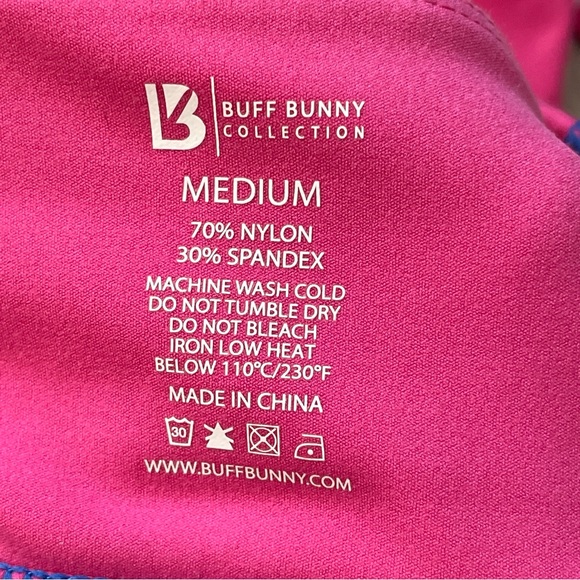 BUFF BUNNY
COLLECTION
MEDIUM
70% NYLON
30% SPANDEX
MACHINE WASH COLD
DO NOT TUMBLE DRY
DO NOT BLEACH
IRON LOW HEAT
BELOW 110°C/230°F
MADE IN CHINA
30
WWW.BUFFBUNNY.COM